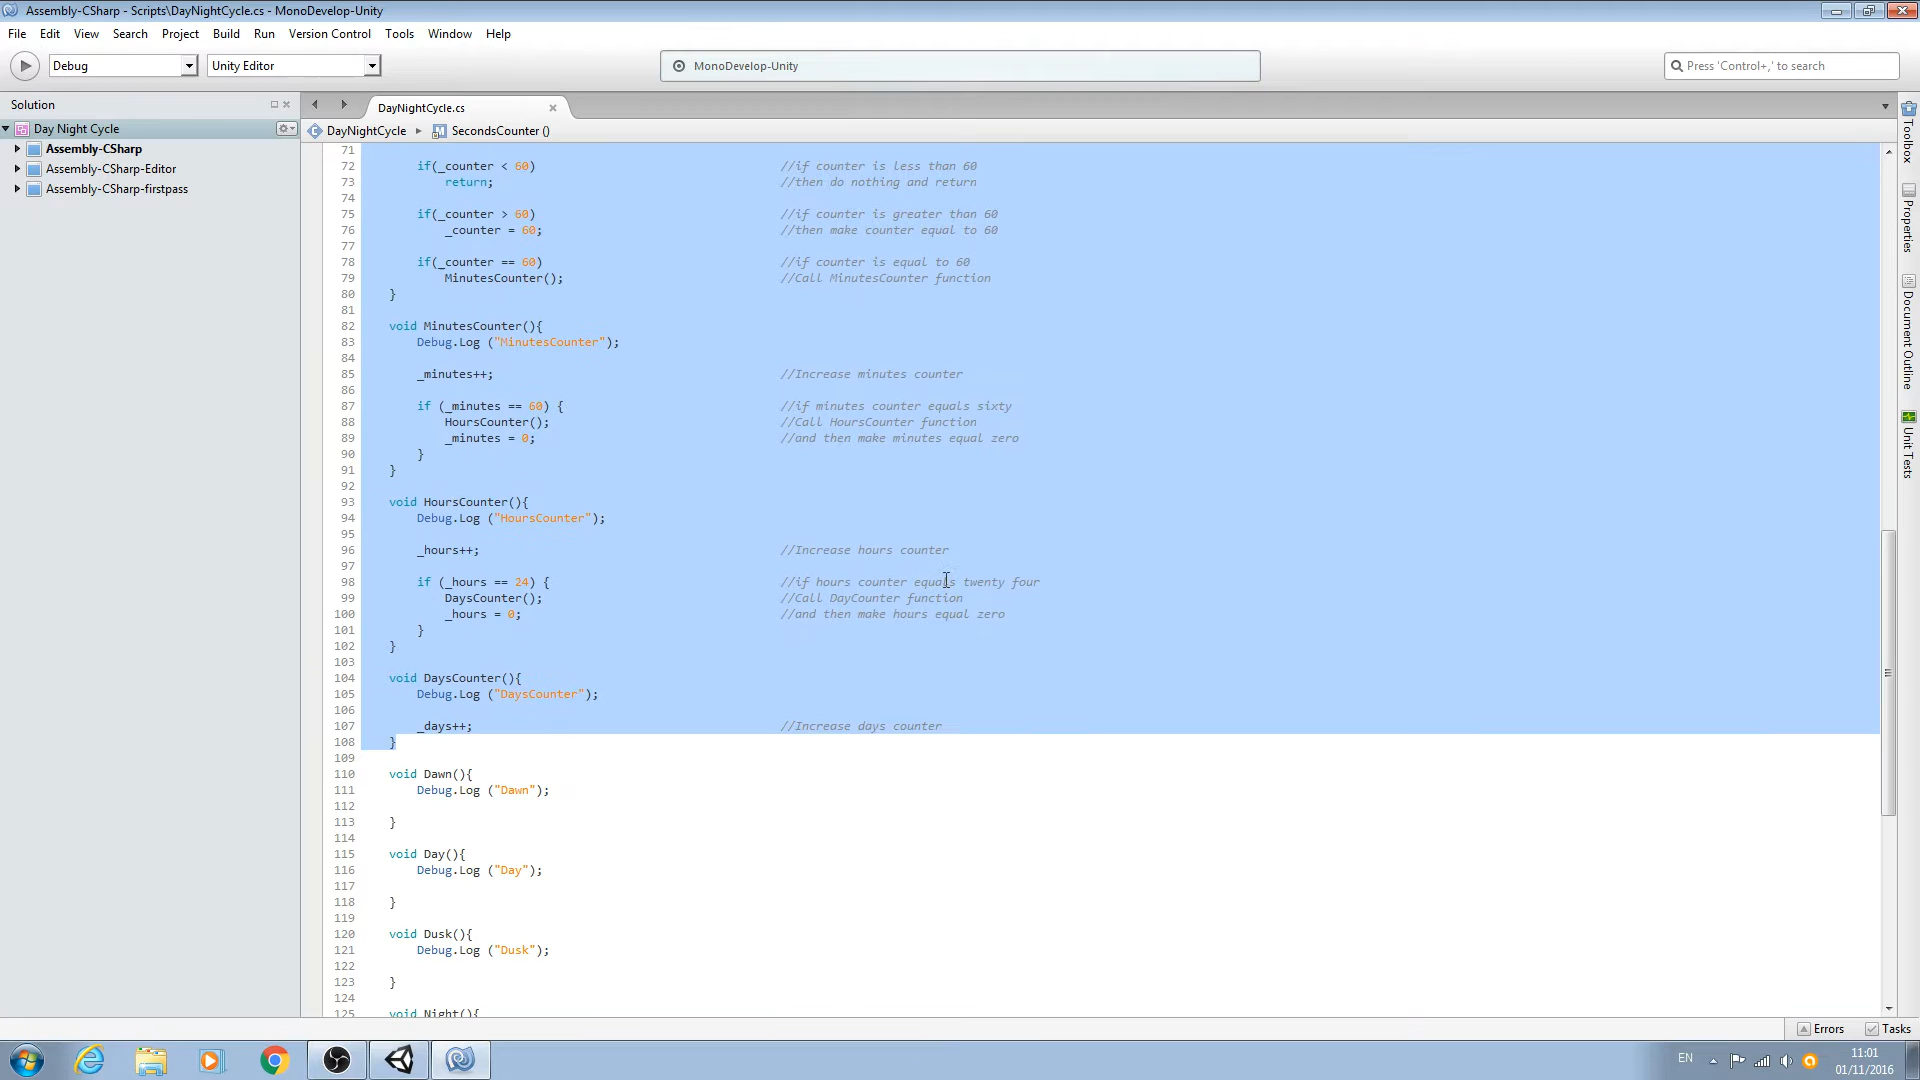 Assembly-CSharp - Scripts\DayNightCycle.cs - MonoDevelop-Unity
File Edit View Search Project Build Run Version Control Tools Window Help
Debug Unity Editor MonoDevelop-Unity Press 'Control+,' to search
Solution DayNightCycle.cs
Day Night Cycle DayNightCycle SecondsCounter ()
Assembly-CSharp
Assembly-CSharp-Editor
Assembly-CSharp-firstpass
71
72 if(_counter < 60) //if counter is less than 60
73 return; //then do nothing and return
74
75 if(_counter > 60) //if counter is greater than 60
76 _counter = 60; //then make counter equal to 60
77
78 if(_counter == 60) //if counter is equal to 60
79 MinutesCounter(); //Call MinutesCounter function
80 }
81
82 void MinutesCounter(){
83 Debug.Log ("MinutesCounter");
84
85 _minutes++; //Increase minutes counter
86
87 if (_minutes == 60) { //if minutes counter equals sixty
88 HoursCounter(); //Call HoursCounter function
89 _minutes = 0; //and then make minutes equal zero
90 }
91 }
92
93 void HoursCounter(){
94 Debug.Log ("HoursCounter");
95
96 _hours++; //Increase hours counter
97
98 if (_hours == 24) { //if hours counter equals twenty four
99 DaysCounter(); //Call DayCounter function
100 _hours = 0; //and then make hours equal zero
101 }
102 }
103
104 void DaysCounter(){
105 Debug.Log ("DaysCounter");
106
107 _days++; //Increase days counter
108 }
109
110 void Dawn(){
111 Debug.Log ("Dawn");
112
113 }
114
115 void Day(){
116 Debug.Log ("Day");
117
118 }
119
120 void Dusk(){
121 Debug.Log ("Dusk");
122
123 }
124
125 void Night(){
Toolbox
Properties
Document Outline
Unit Tests
Errors Tasks
EN 11:01
01/11/2016